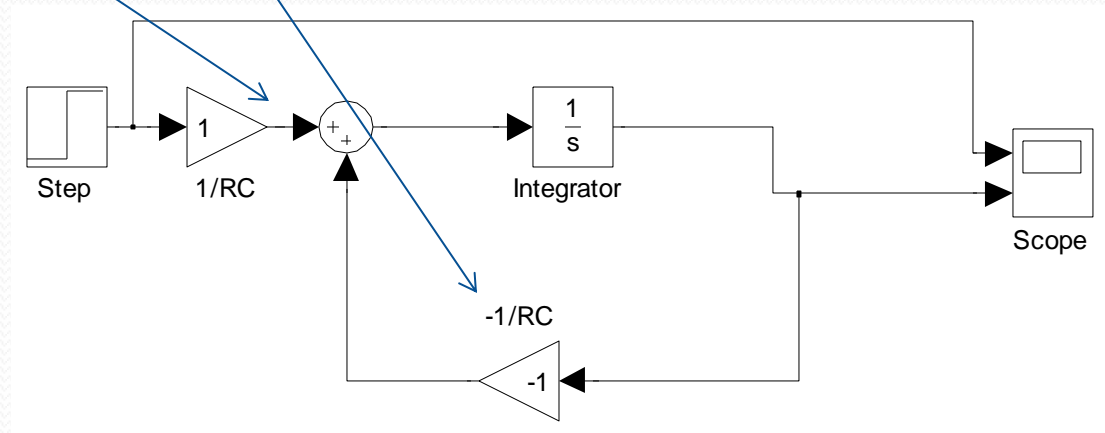 1
+
+
1
s
Step
1/RC
Integrator
Scope
-1/RC
-1